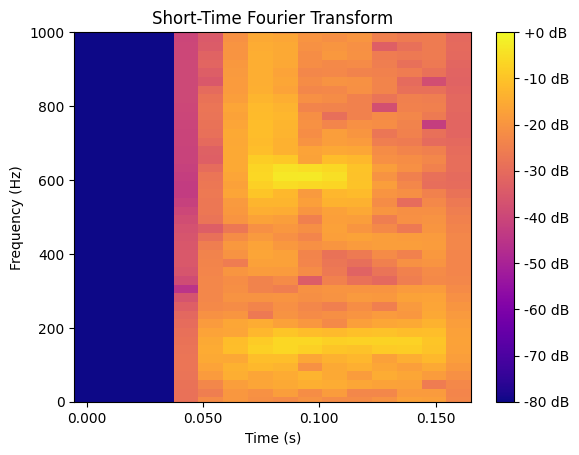 Short-Time Fourier Transform
1000
800
600
400
200
0
Frequency (Hz)
0.000
0.050
0.100
0.150
Time (s)
+0 dB
-10 dB
-20 dB
-30 dB
-40 dB
-50 dB
-60 dB
-70 dB
-80 dB